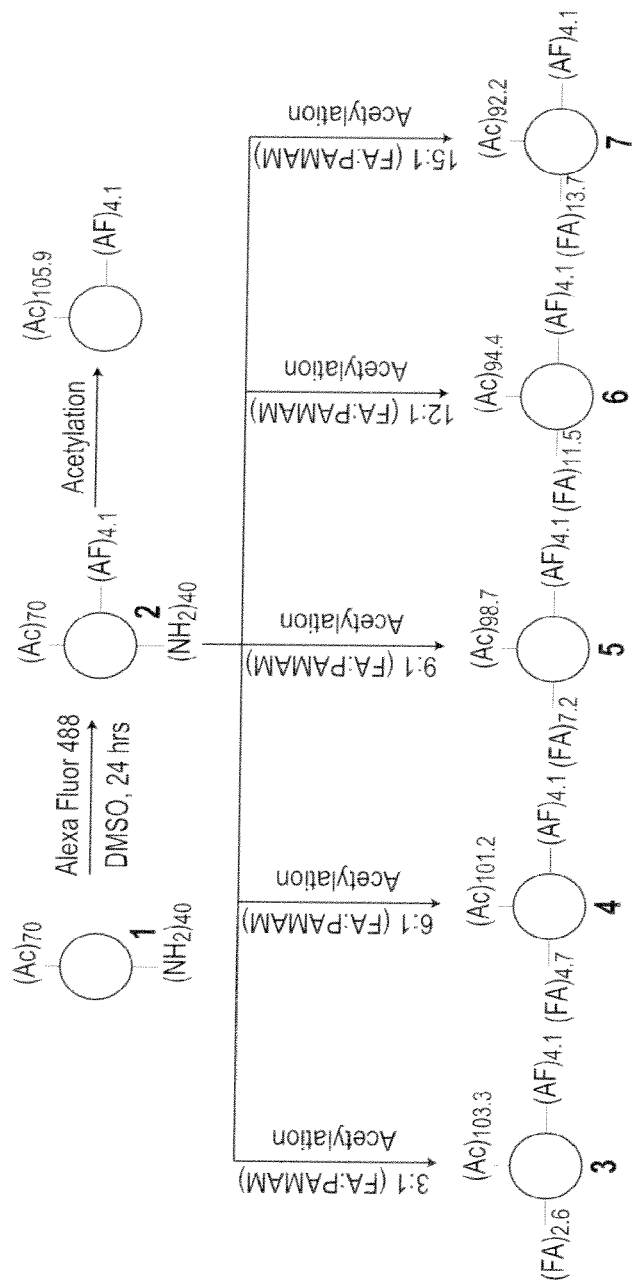 (Ac)70
(NH2)40
1
Alexa Fluor 488
DMSO, 24 hrs
(Ac)70
(AF)4.1
(NH2)40
2
Acetylation
(Ac)105.9
(AF)4.1
3:1 (FA:PAMAM)
Acetylation
6:1 (FA:PAMAM)
Acetylation
9:1 (FA:PAMAM)
Acetylation
12:1 (FA:PAMAM)
Acetylation
15:1 (FA:PAMAM)
Acetylation
(Ac)103.3
(FA)2.6
(AF)4.1
3
(Ac)101.2
(FA)4.7
(AF)4.1
4
(Ac)98.7
(FA)7.2
(AF)4.1
5
(Ac)94.4
(FA)11.5
(AF)4.1
6
(Ac)92.2
(FA)13.7
(AF)4.1
7